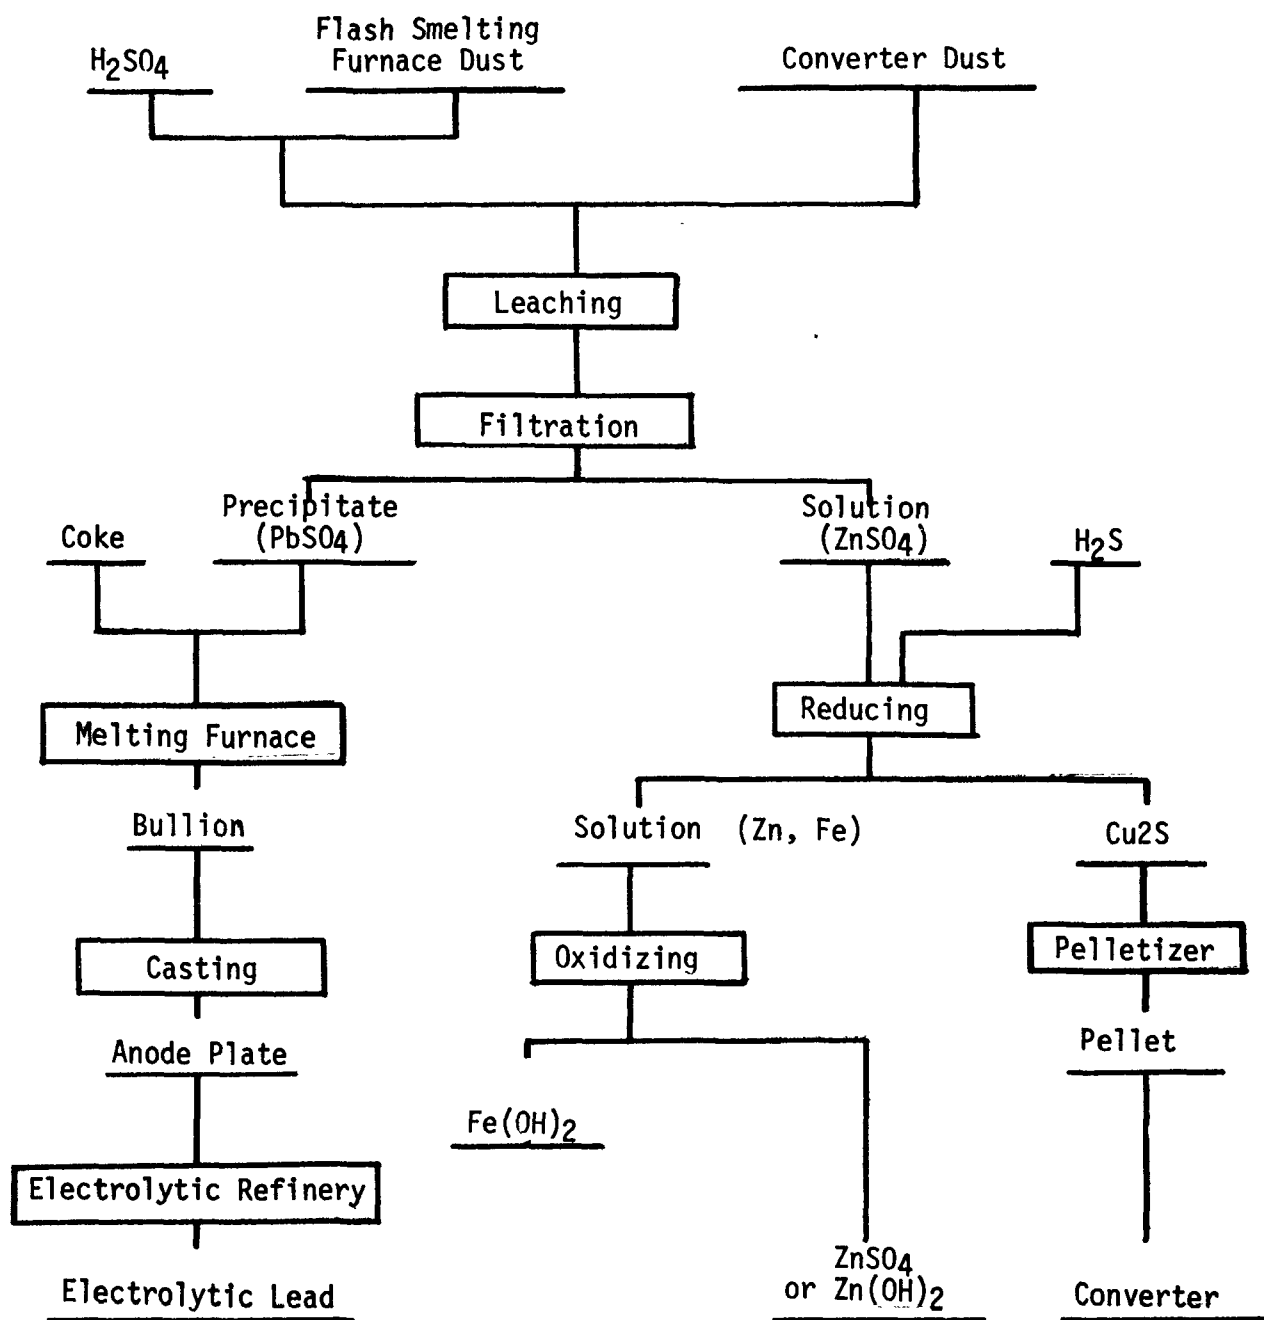 H2SO4
Flash Smelting
Furnace Dust
Converter Dust
Leaching
Filtration
Coke
Precipitate
(PbSO4)
Solution
(ZnSO4)
H2S
Melting Furnace
Reducing
Bullion
Solution (Zn, Fe)
Cu2S
Casting
Oxidizing
Pelletizer
Anode Plate
Pellet
Fe(OH)2
Electrolytic Refinery
Electrolytic Lead
ZnSO4
or Zn(OH)2
Converter